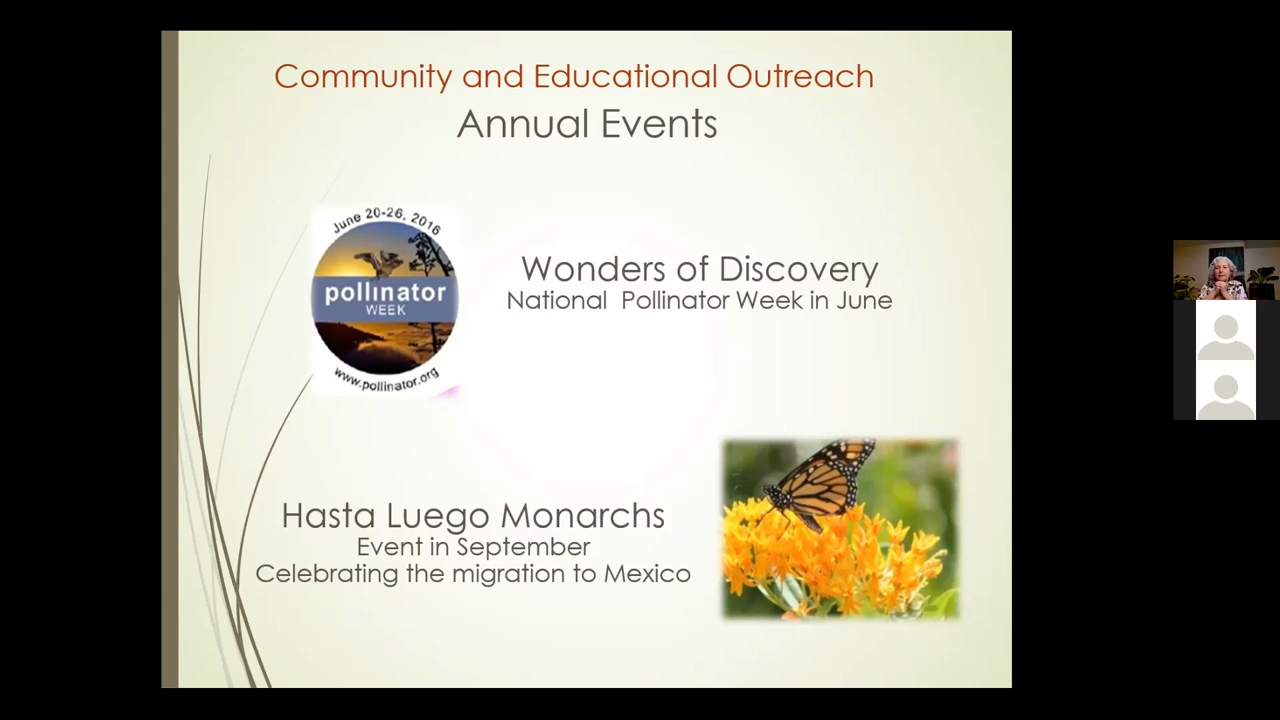 Community and Educational Outreach
Annual Events
June 20-26, 2016
pollinator
WEEK
www.pollinator.org
Wonders of Discovery
National Pollinator Week in June
Hasta Luego Monarchs
Event in September
Celebrating the migration to Mexico